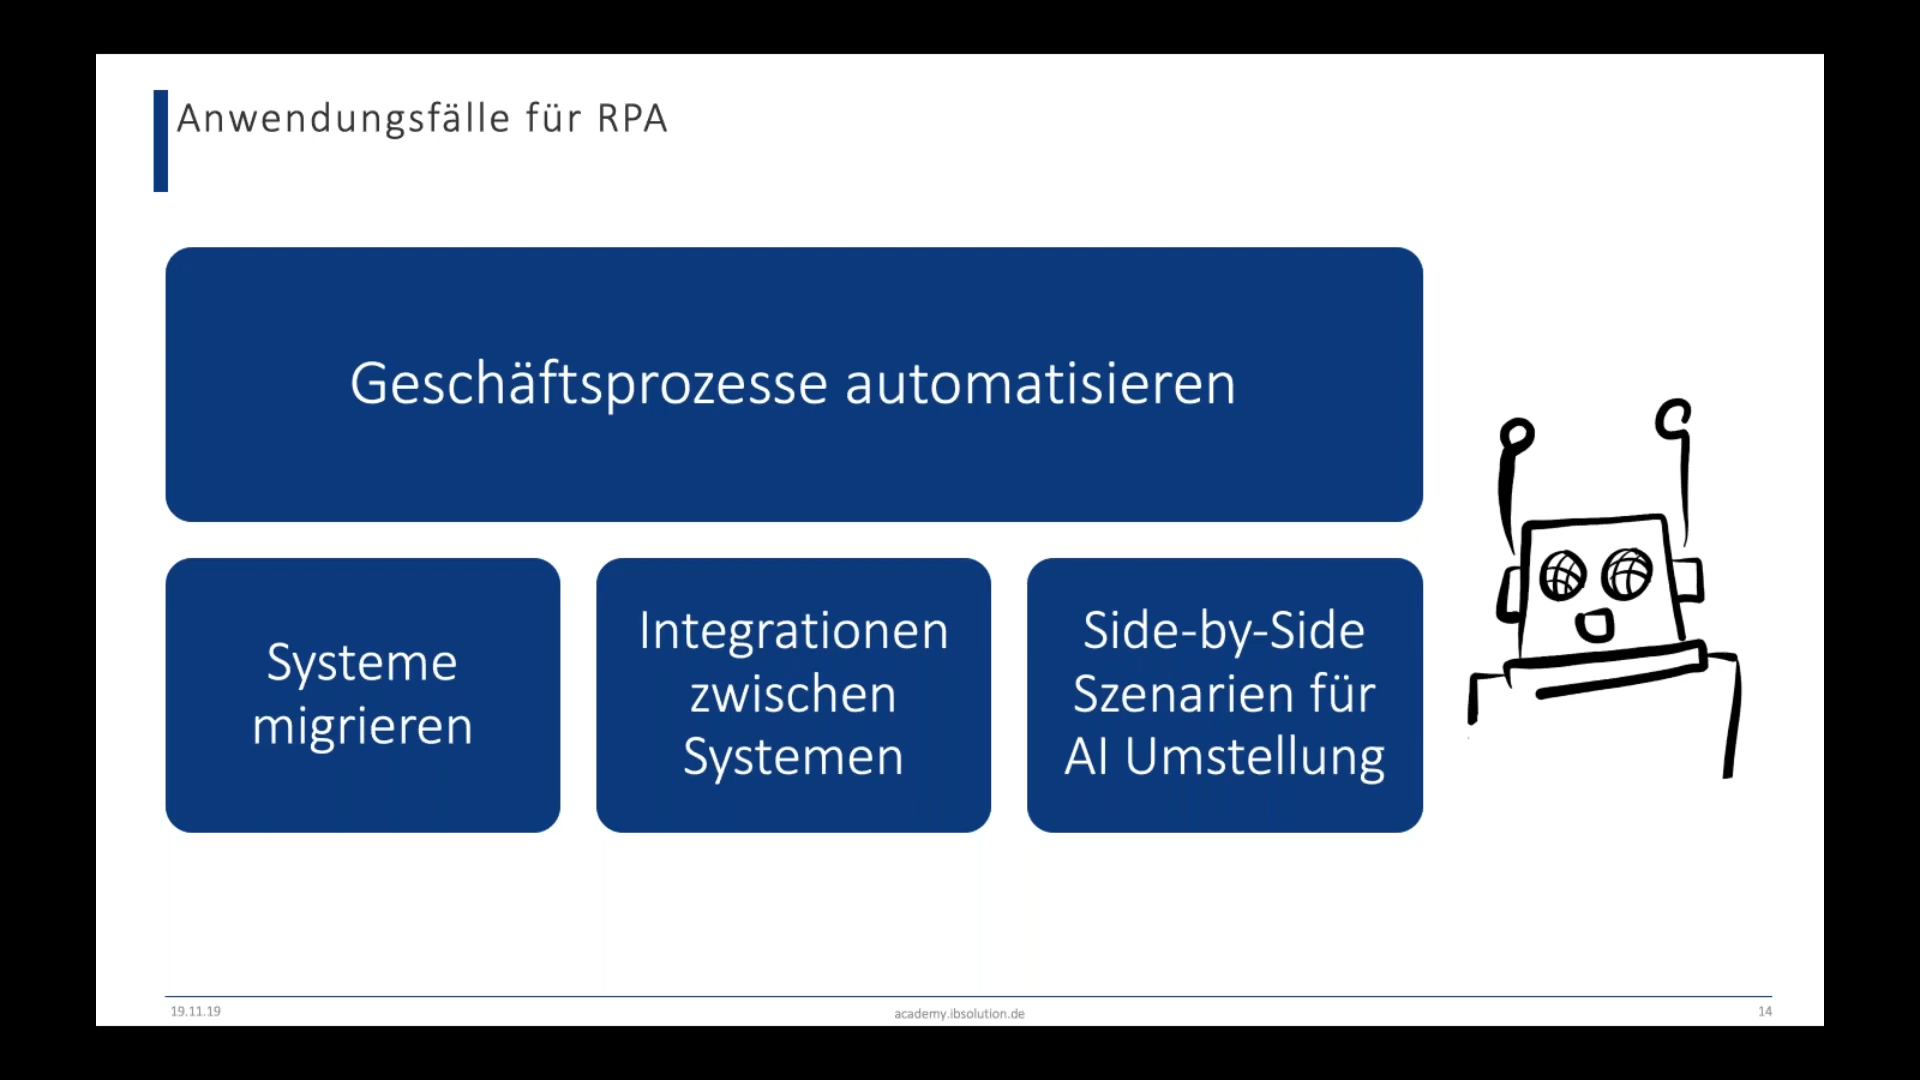 Anwendungsfälle für RPA
Geschäftsprozesse automatisieren
Systeme
migrieren
Integrationen
zwischen
Systemen
Side-by-Side
Szenarien für
AI Umstellung
19.11.19
academy.ibsolution.de
14